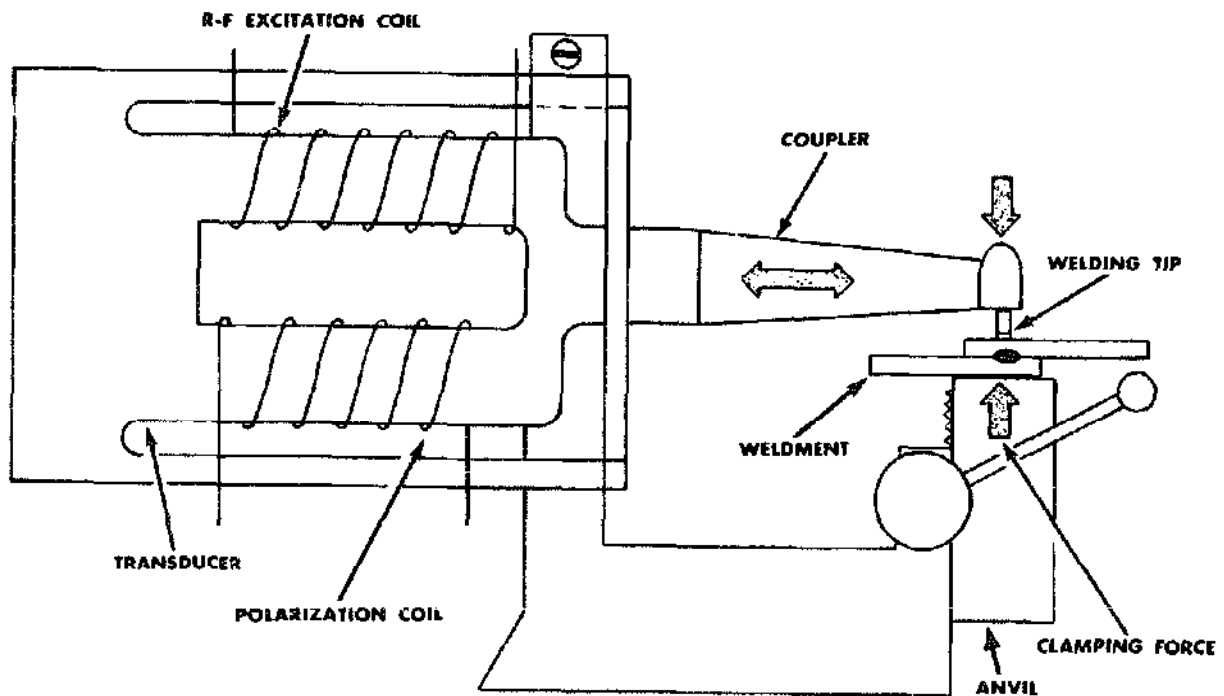 R-F EXCITATION COIL
COUPLER
WELDING TIP
WELDMENT
TRANSDUCER
POLARIZATION COIL
CLAMPING FORCE
ANVIL